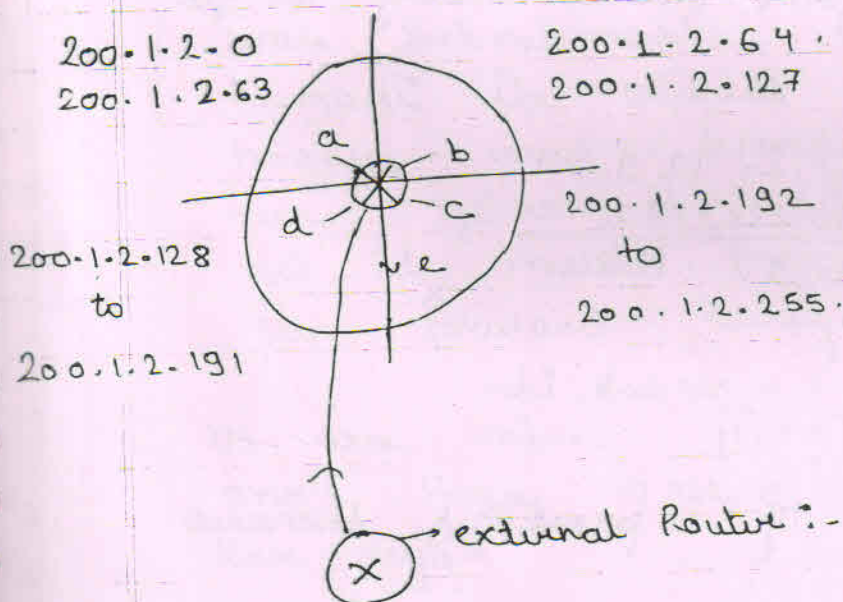 200.1.2.0
200.1.2.63
200.1.2.64.
200.1.2.127
a
b
d
c
e
200.1.2.128
to
200.1.2.191
200.1.2.192
to
200.1.2.255.
X
external Router :-